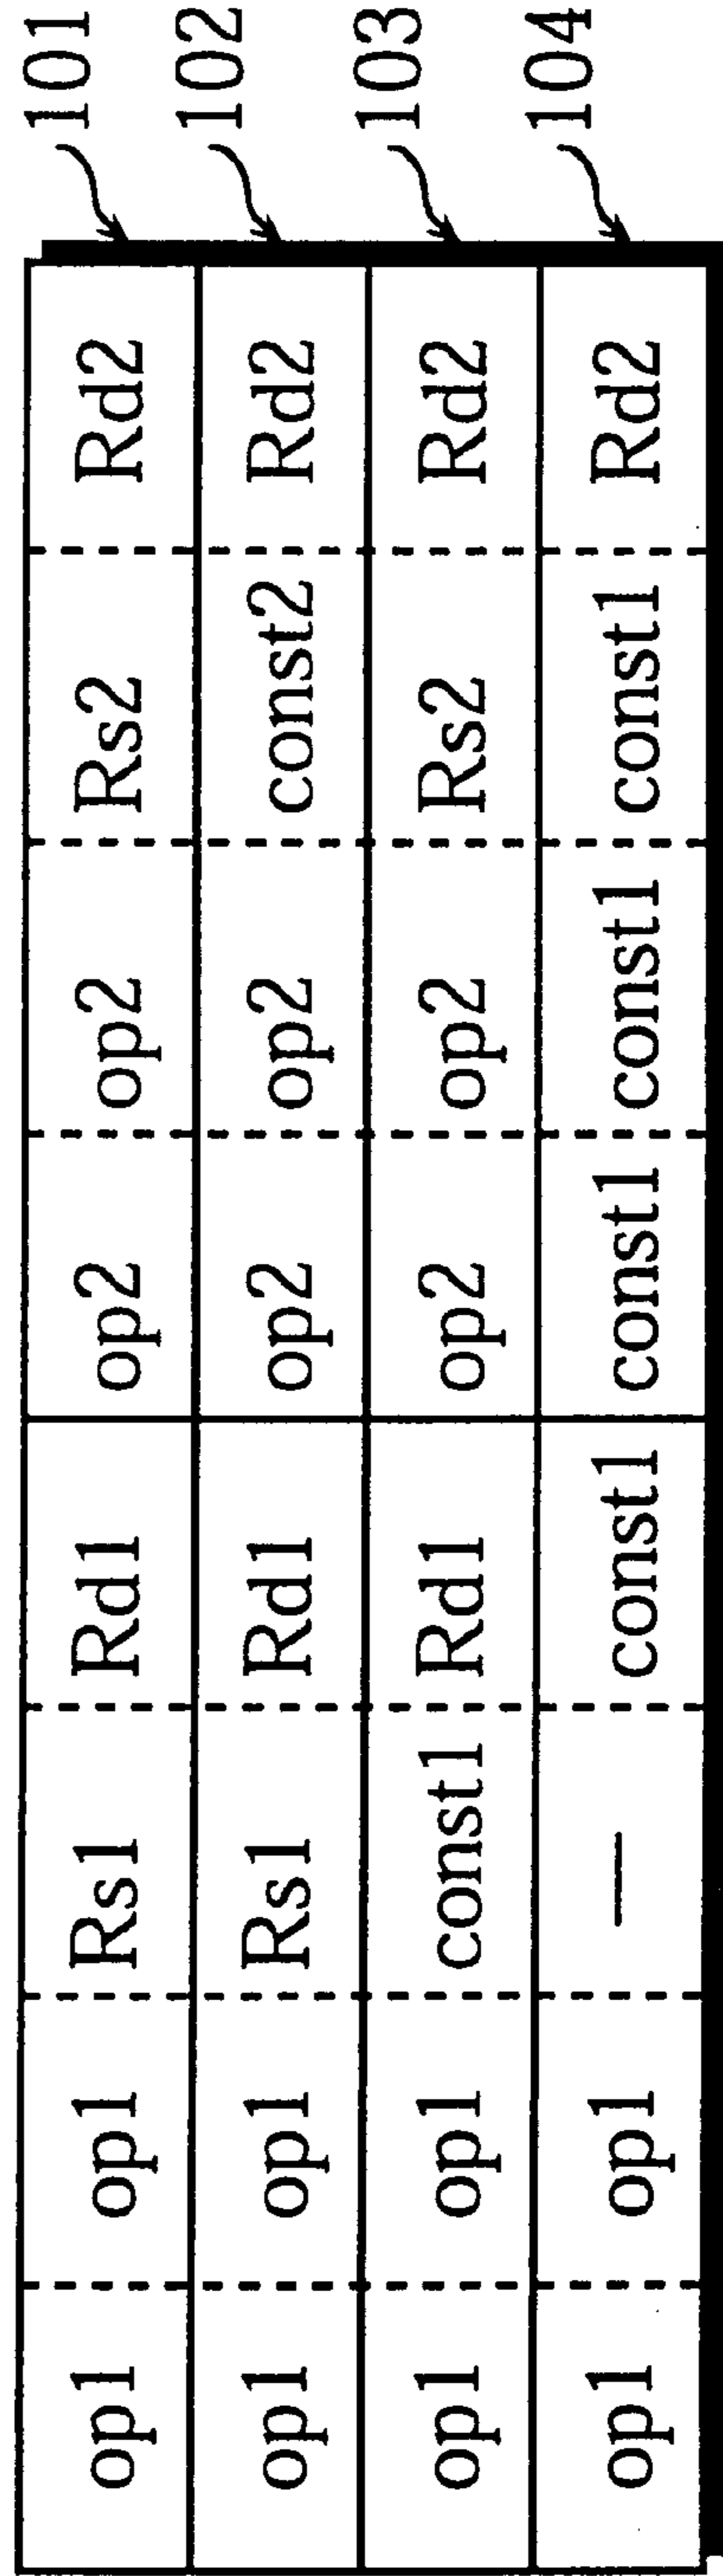 op1 op1 Rs1 Rd1 op2 op2 Rs2 Rd2 101
op1 op1 Rs1 Rd1 op2 op2 const2 Rd2 102
op1 op1 const1 Rd1 op2 op2 Rs2 Rd2 103
op1 op1 — const1 const1 const1 const1 Rd2 104